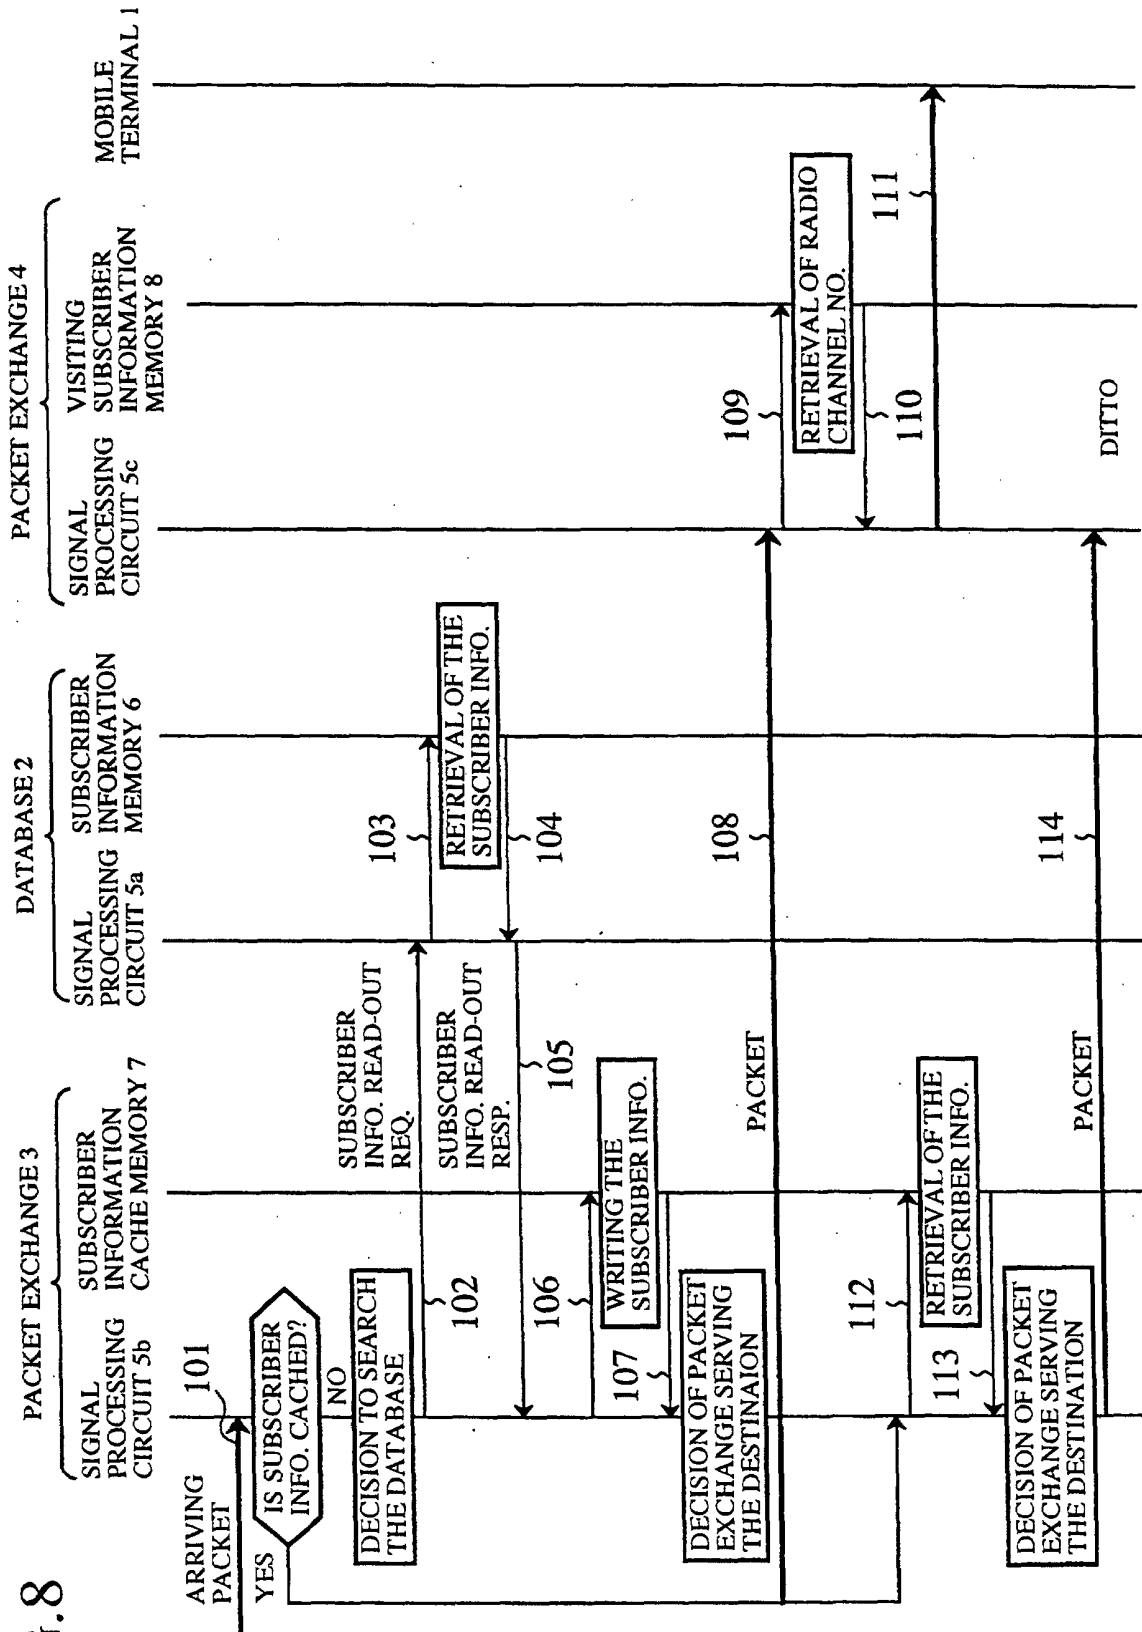 G.8
PACKET EXCHANGE 3
SIGNAL
PROCESSING
CIRCUIT 5b
SUBSCRIBER
INFORMATION
CACHE MEMORY 7
DATABASE 2
SIGNAL
PROCESSING
CIRCUIT 5a
SUBSCRIBER
INFORMATION
MEMORY 6
PACKET EXCHANGE 4
SIGNAL
PROCESSING
CIRCUIT 5c
VISITING
SUBSCRIBER
INFORMATION
MEMORY 8
MOBILE
TERMINAL 1
ARRIVING
PACKET
101
IS SUBSCRIBER
INFO. CACHED?
YES
NO
DECISION TO SEARCH
THE DATABASE
102
SUBSCRIBER
INFO. READ-OUT
REQ.
103
RETRIEVAL OF THE
SUBSCRIBER INFO.
104
SUBSCRIBER
INFO. READ-OUT
RESP.
105
106
WRITING THE
SUBSCRIBER INFO.
107
DECISION OF PACKET
EXCHANGE SERVING
THE DESTINAION
PACKET
108
109
RETRIEVAL OF RADIO
CHANNEL NO.
110
111
112
RETRIEVAL OF THE
SUBSCRIBER INFO.
113
DECISION OF PACKET
EXCHANGE SERVING
THE DESTINATION
PACKET
114
DITTO